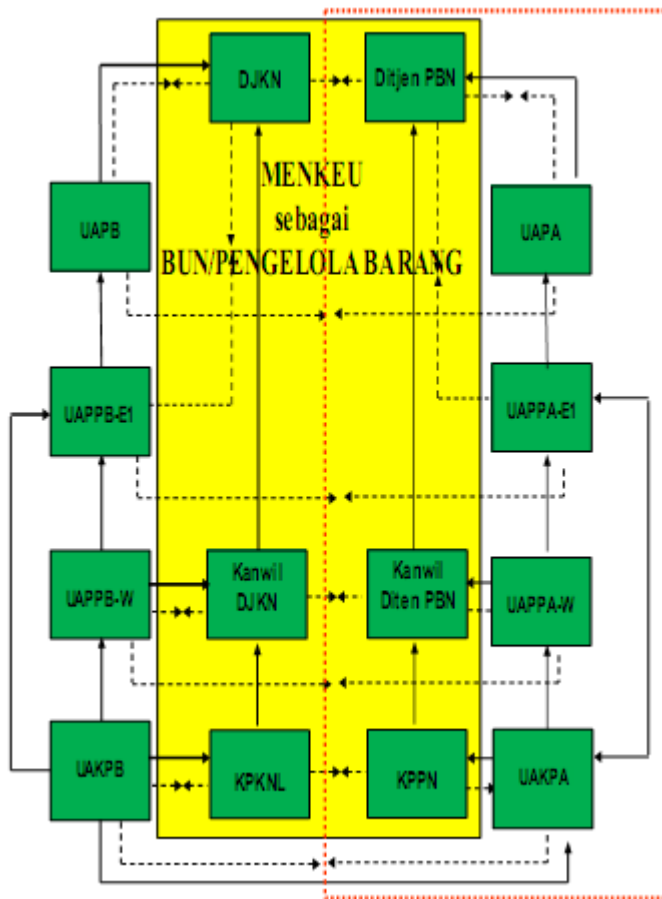 DJKN
Ditjen PBN
MENKEU
sebagai
BUN/PENGELOLA BARANG
UAPB
UAPA
UAPPB-E1
UAPPA-E1
UAPPB-W
Kanwil
DJKN
Kanwil
Diten PBN
UAPPA-W
UAKPB
KPKNL
KPPN
UAKPA